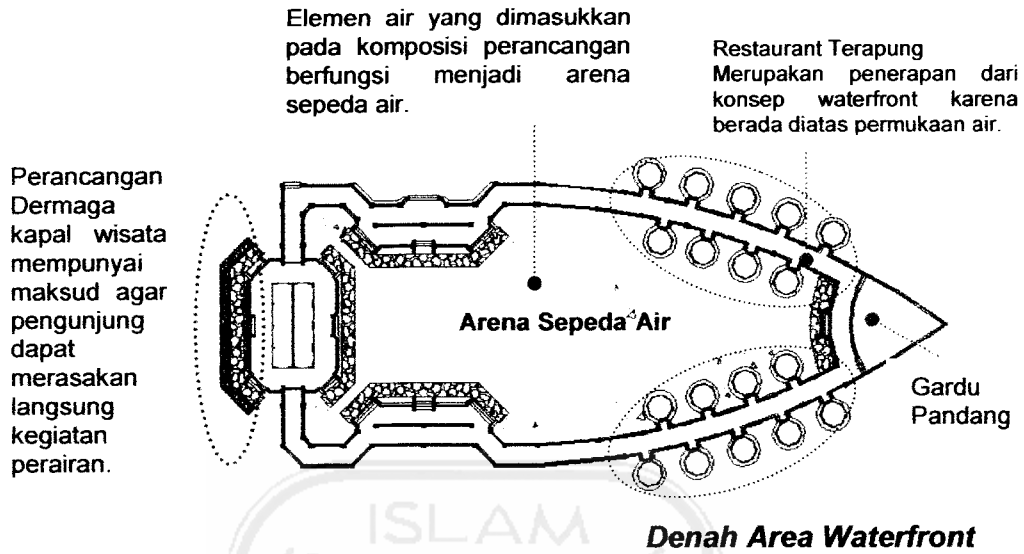 Elemen air yang dimasukkan
pada komposisi perancangan
berfungsi menjadi arena
sepeda air.
Restaurant Terapung
Merupakan penerapan dari
konsep waterfront karena
berada diatas permukaan air.
Perancangan
Dermaga
kapal wisata
mempunyai
maksud agar
pengunjung
dapat
merasakan
langsung
kegiatan
perairan.
Arena Sepeda Air
Gardu
Pandang
ISLAM
Denah Area Waterfront